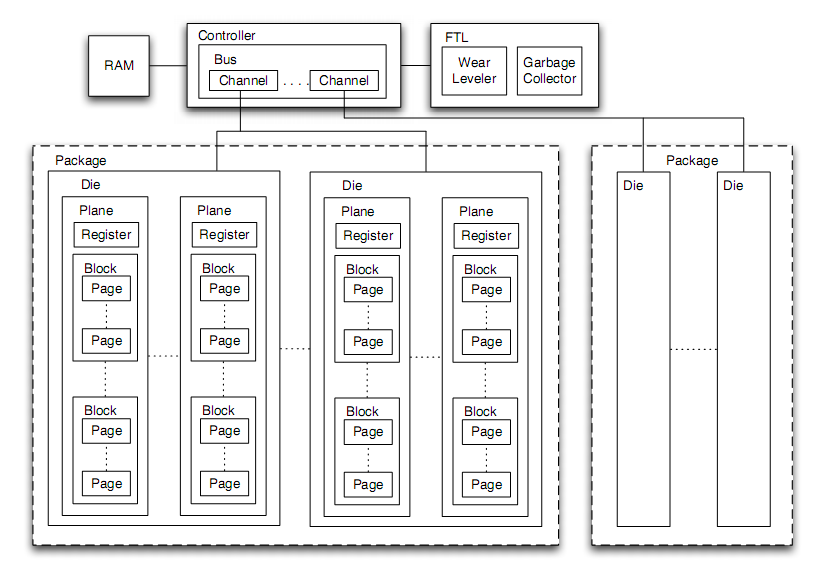 RAM
Controller
Bus
Channel
. . . .
Channel
FTL
Wear
Leveler
Garbage
Collector
Package
Die
Plane
Register
Block
Page
Page
Block
Page
Page
Plane
Register
Block
Page
Page
Block
Page
Page
Die
Plane
Register
Block
Page
Page
Block
Page
Page
Plane
Register
Block
Page
Page
Block
Page
Page
Package
Die
Die